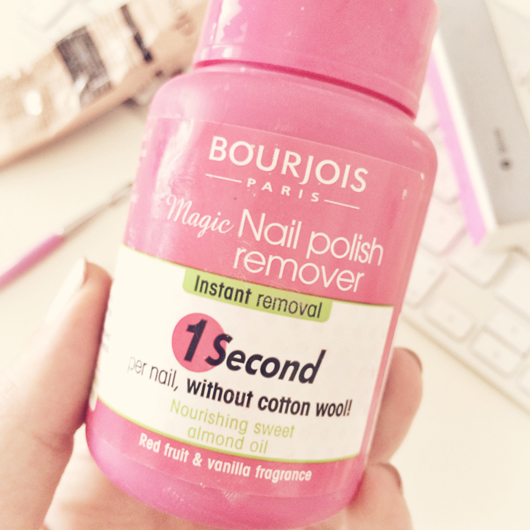 BOURJOIS
PARIS
Magic Nail polish
remover
Instant removal
1 Second
per nail, without cotton wool!
Nourishing sweet
almond oil
Red fruit & vanilla fragrance